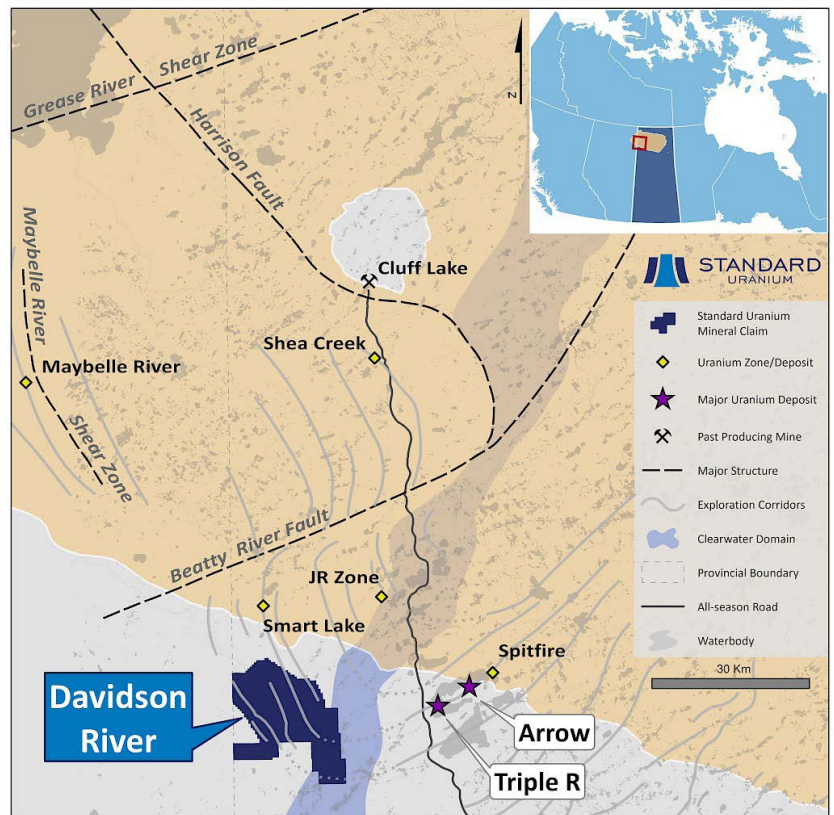 Grease River Shear Zone
Harrison Fault
N
Maybelle River
Shear Zone
Cluff Lake
Shea Creek
Maybelle River
Beatty River Fault
JR Zone
Smart Lake
Spitfire
Davidson
River
Arrow
Triple R
STANDARD
URANIUM
Standard Uranium
Mineral Claim
Uranium Zone/Deposit
Major Uranium Deposit
Past Producing Mine
Major Structure
Exploration Corridors
Clearwater Domain
Provincial Boundary
All-season Road
Waterbody
30 Km